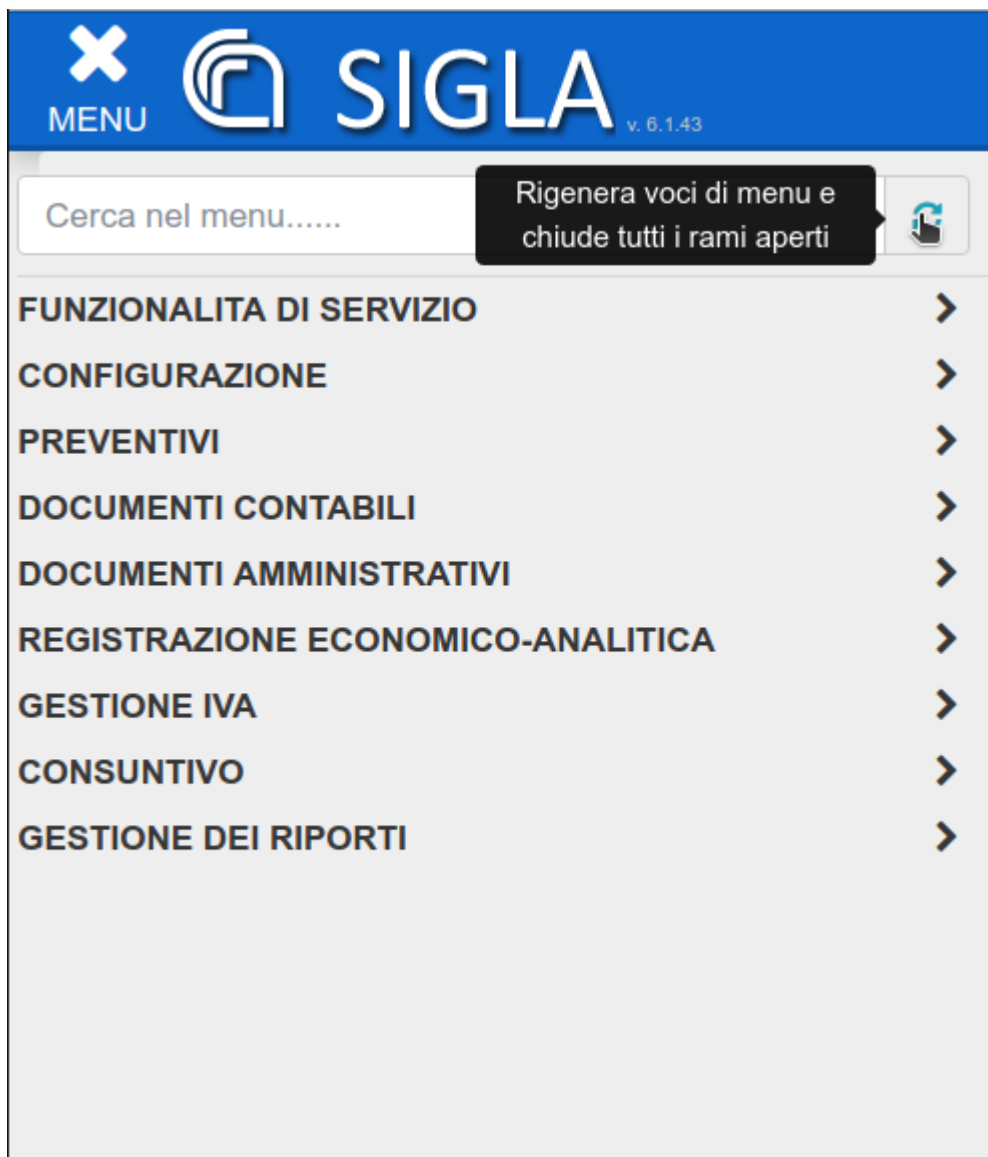 MENU
SIGLA
v. 6.1.43
Cerca nel menu......
Rigenera voci di menu e
chiude tutti i rami aperti
FUNZIONALITA DI SERVIZIO
CONFIGURAZIONE
PREVENTIVI
DOCUMENTI CONTABILI
DOCUMENTI AMMINISTRATIVI
REGISTRAZIONE ECONOMICO-ANALITICA
GESTIONE IVA
CONSUNTIVO
GESTIONE DEI RIPORTI